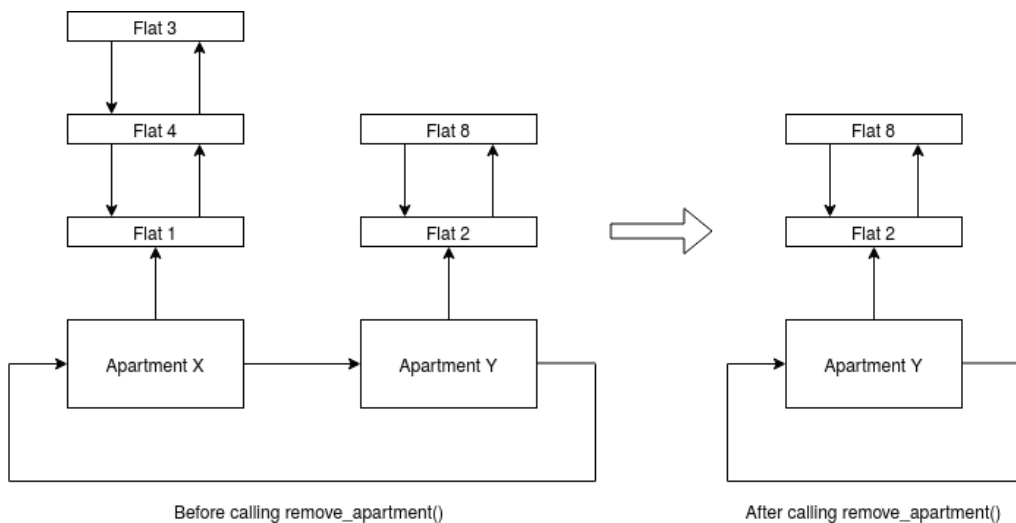 Flat 3
Flat 4
Flat 8
Flat 8
Flat 1
Flat 2
Flat 2
Apartment X
Apartment Y
Apartment Y
Before calling remove_apartment()
After calling remove_apartment()